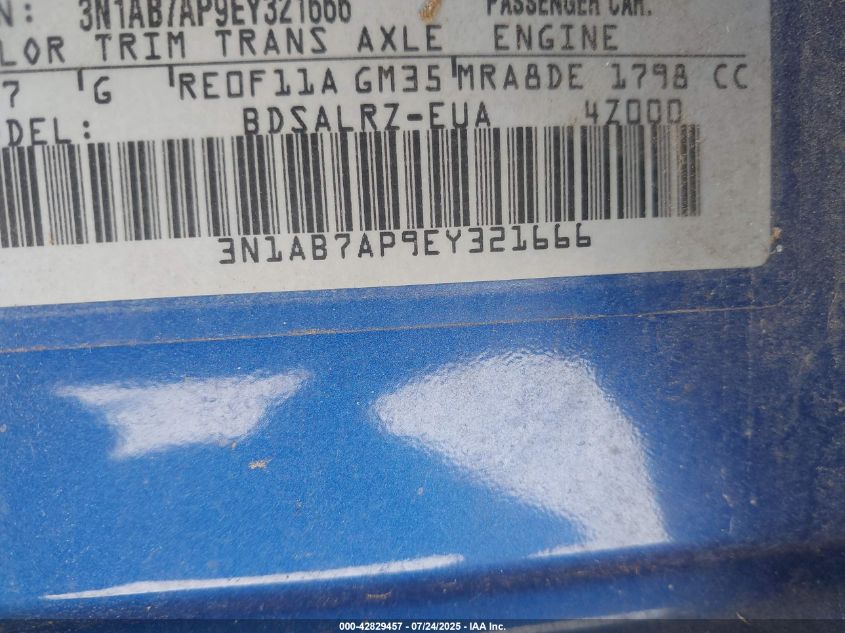 N: 3N1AB7AP9EY321666 PASSENGER CAR.
LOR TRIM TRANS AXLE ENGINE
7 G RE0F11A GM35 MRA8DE 1798 CC
DEL: BDSALRZ-EUA 4Z000
3N1AB7AP9EY321666
000-42829457 - 07/24/2025 - IAA Inc.